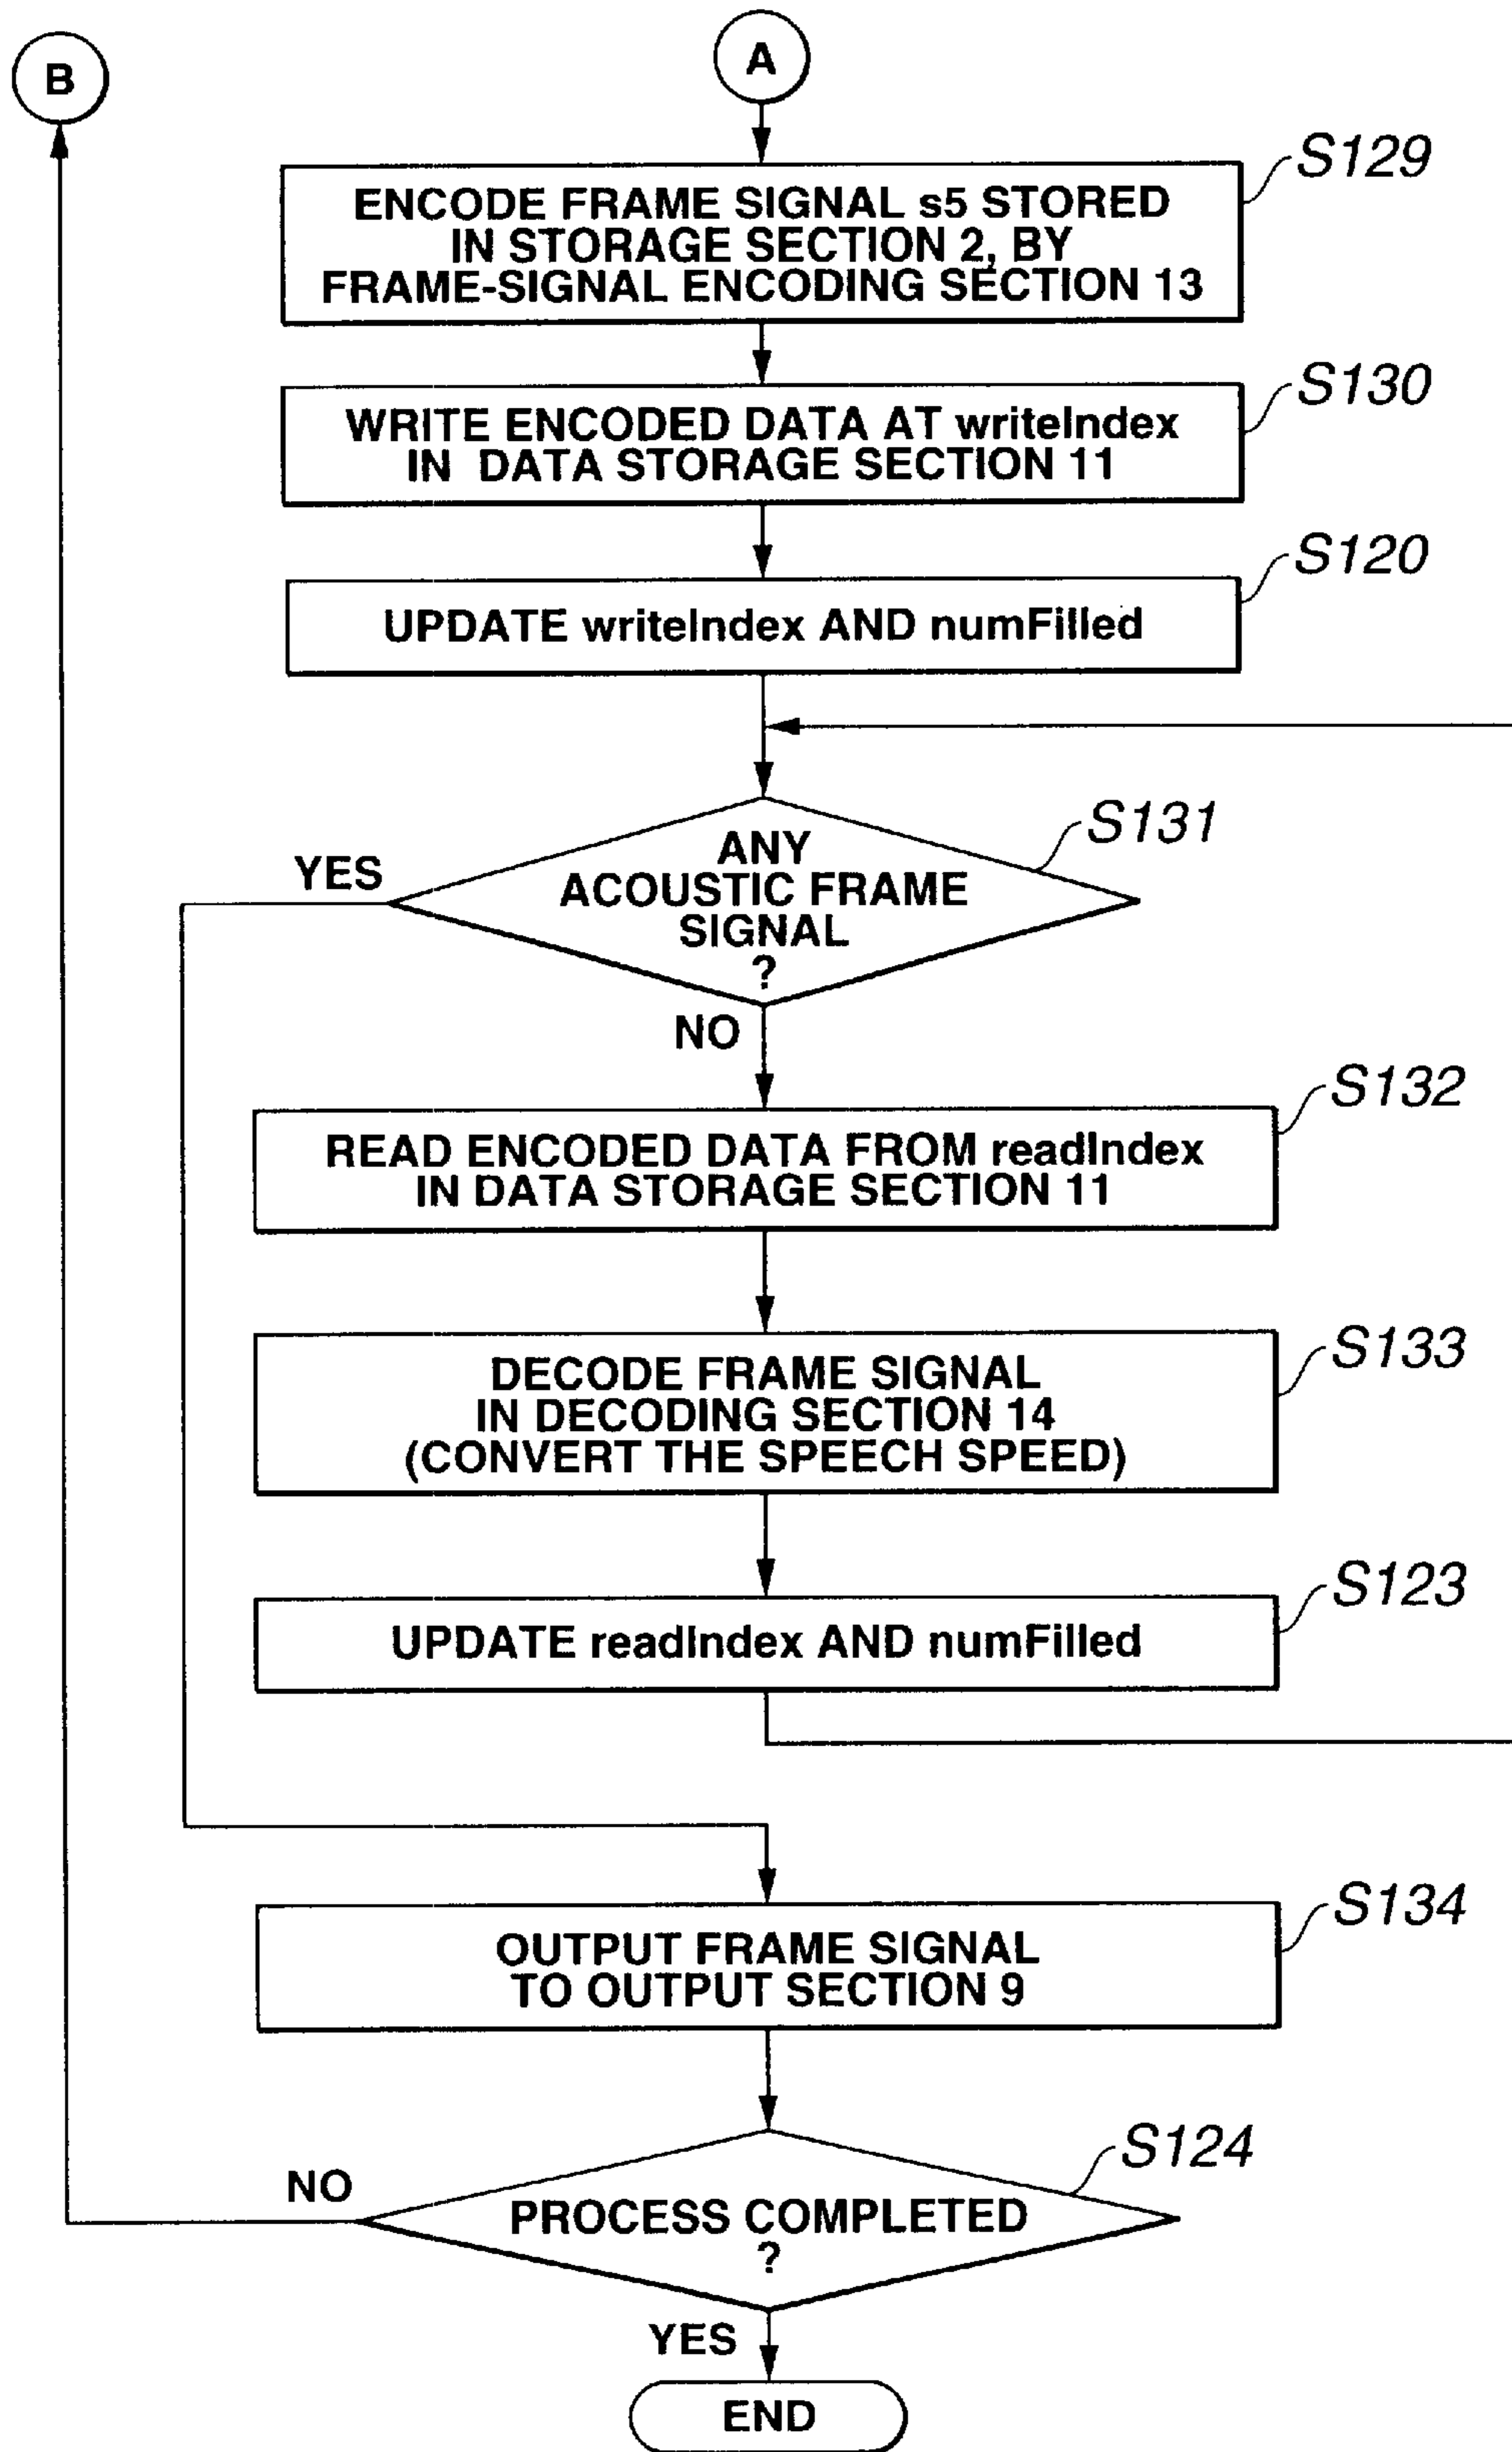 B
A
S129
ENCODE FRAME SIGNAL s5 STORED
IN STORAGE SECTION 2, BY
FRAME-SIGNAL ENCODING SECTION 13
S130
WRITE ENCODED DATA AT writeIndex
IN DATA STORAGE SECTION 11
S120
UPDATE writeIndex AND numFilled
S131
YES
ANY
ACOUSTIC FRAME
SIGNAL
?
NO
S132
READ ENCODED DATA FROM readIndex
IN DATA STORAGE SECTION 11
S133
DECODE FRAME SIGNAL
IN DECODING SECTION 14
(CONVERT THE SPEECH SPEED)
S123
UPDATE readIndex AND numFilled
S134
OUTPUT FRAME SIGNAL
TO OUTPUT SECTION 9
S124
NO
PROCESS COMPLETED
?
YES
END